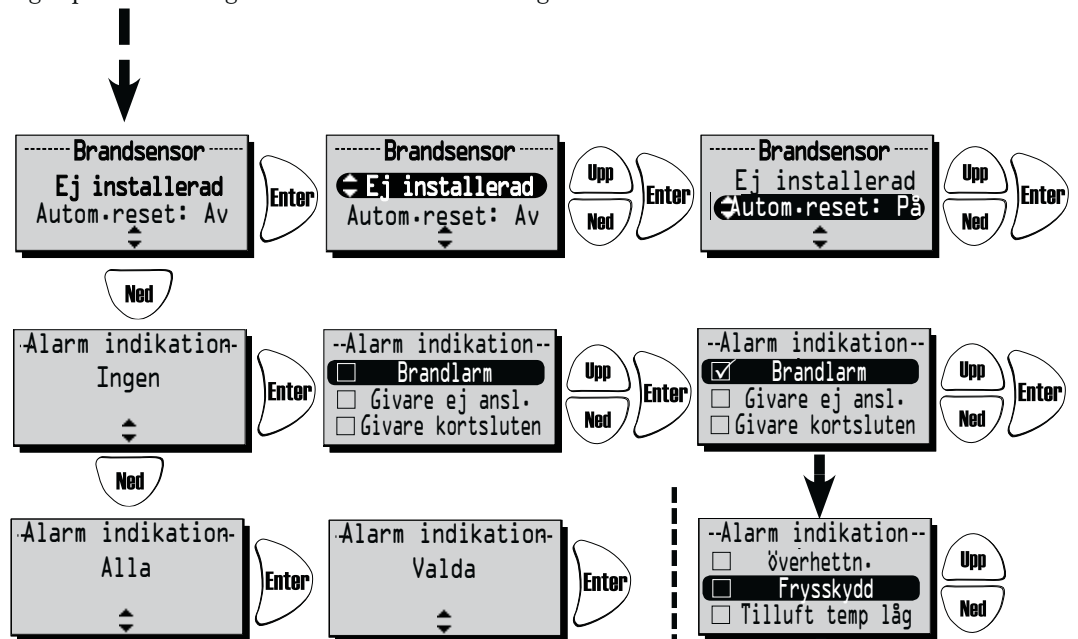 Brandsensor
Ej installerad
Autom.reset: Av
Enter
Brandsensor
Ej installerad
Autom.reset: Av
Upp
Ned
Enter
Brandsensor
Ej installerad
Autom.reset: På
Upp
Ned
Enter
Ned
-Alarm indikation-
Ingen
Enter
--Alarm indikation--
Brandlarm
Givare ej ansl.
Givare kortsluten
Upp
Ned
Enter
--Alarm indikation--
Brandlarm
Givare ej ansl.
Givare kortsluten
Upp
Ned
Enter
Ned
-Alarm indikation-
Alla
Enter
-Alarm indikation-
Valda
Enter
--Alarm indikation--
överhettn.
Frysskydd
Tilluft temp låg
Upp
Ned